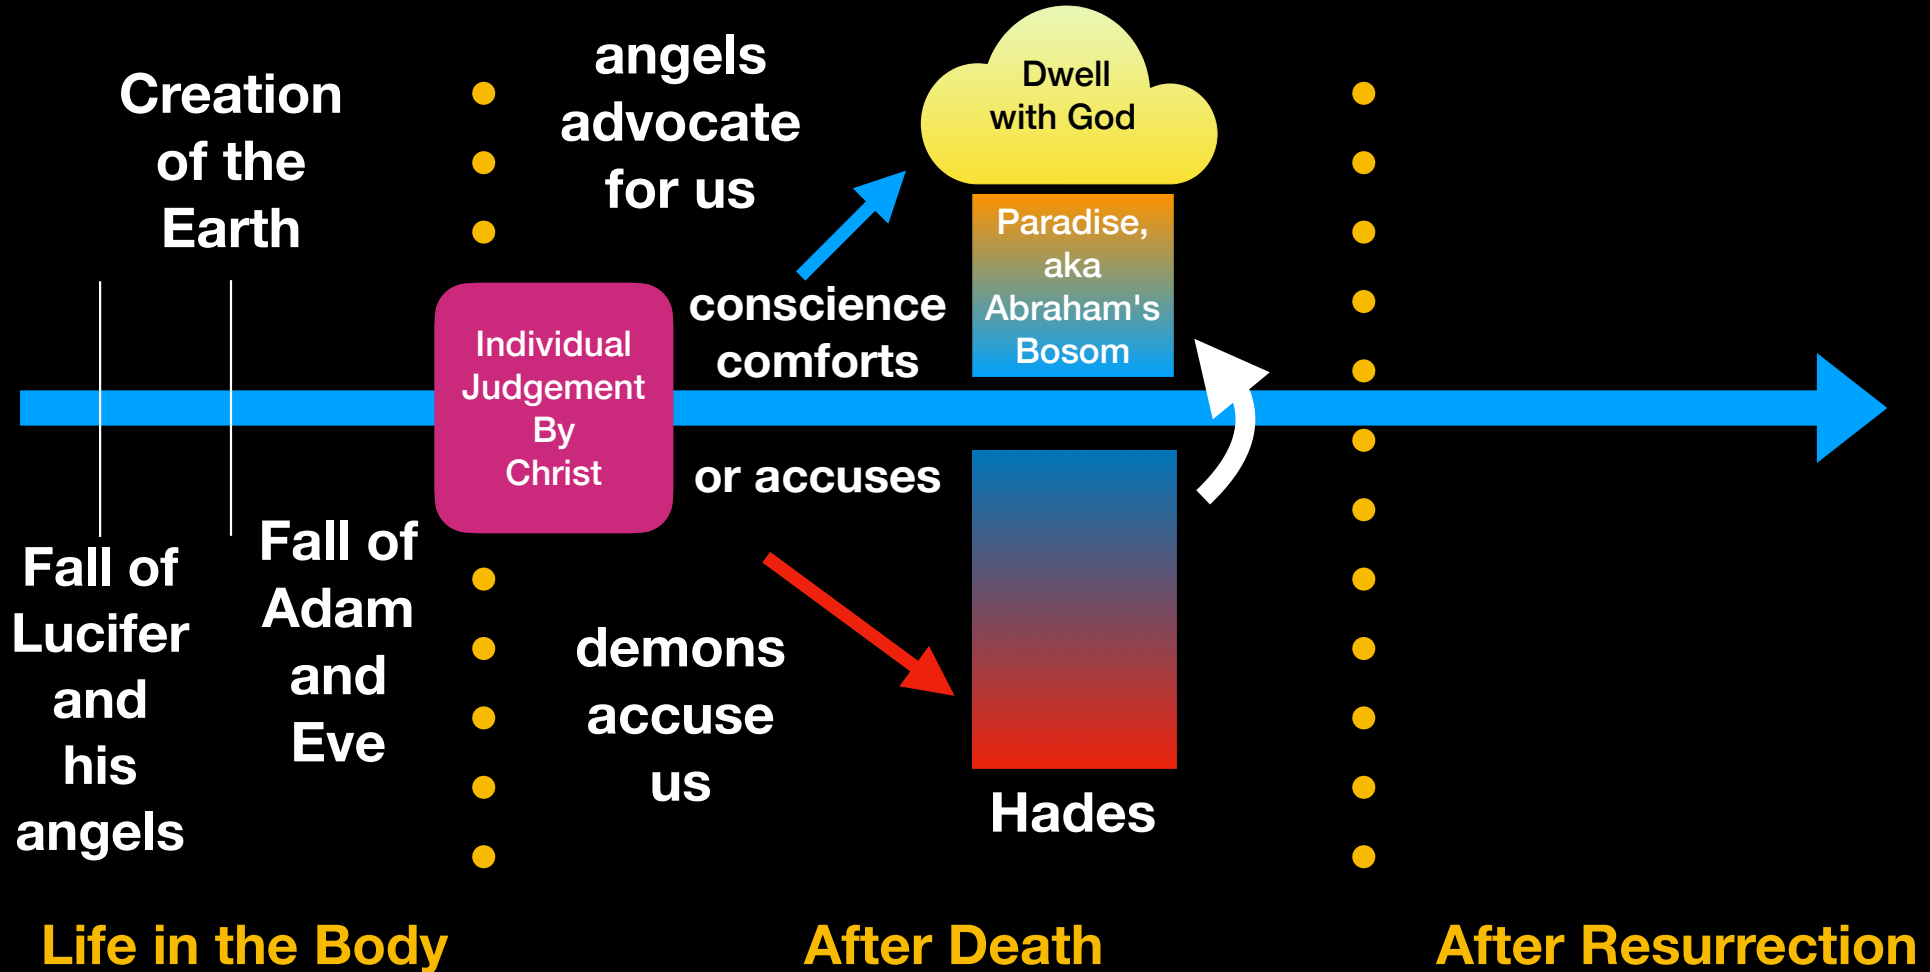 Creation
of the
Earth
Fall of
Lucifer
and
his
angels
Fall of
Adam
and
Eve
Individual
Judgement
By
Christ
angels
advocate
for us
conscience
comforts
or accuses
demons
accuse
us
Dwell
with God
Paradise,
aka
Abraham's
Bosom
Hades
Life in the Body
After Death
After Resurrection